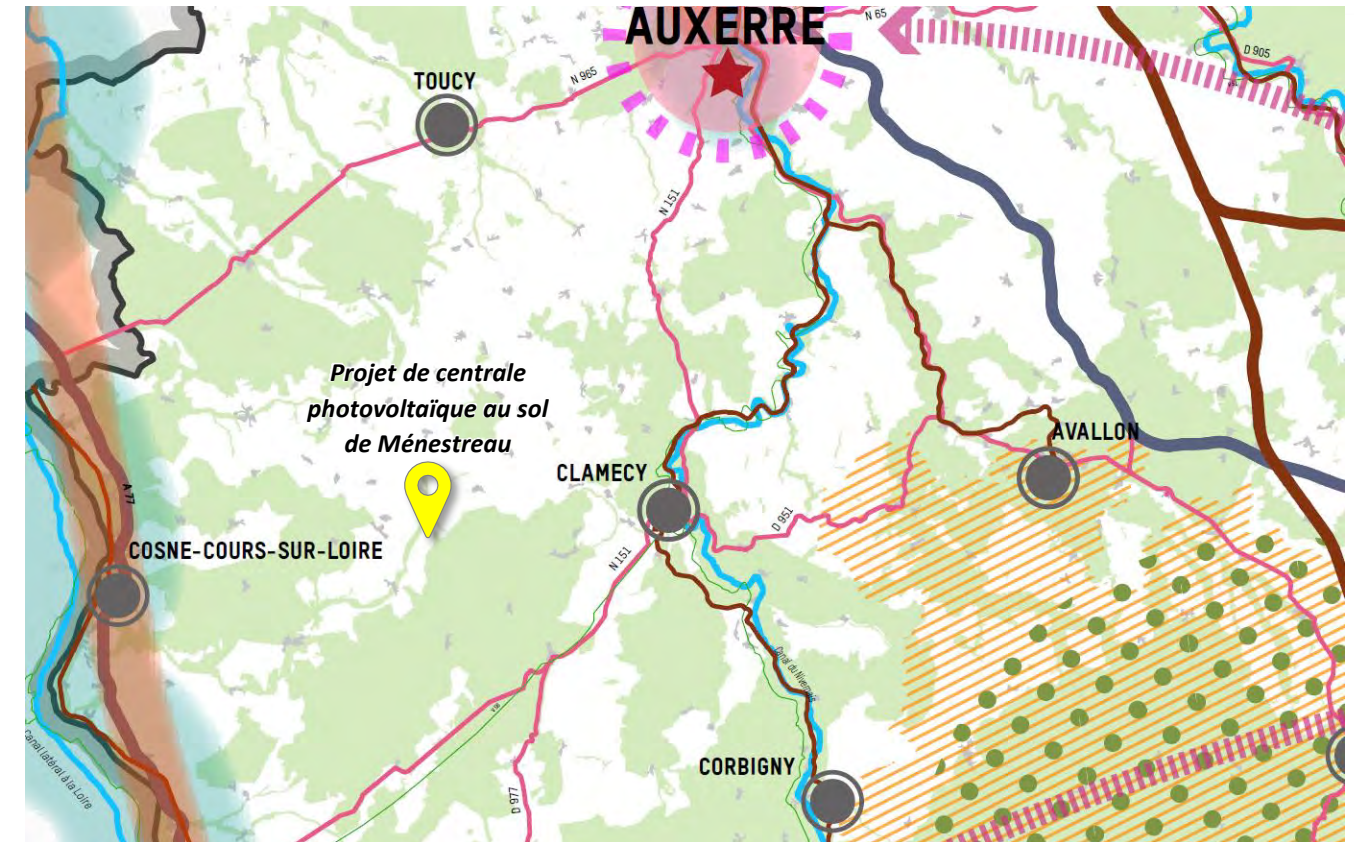 AUXERRE
N 65
D 905
TOUCY
N 965
N 151
Projet de centrale
photovoltaïque au sol
de Ménestreau
AVALLON
CLAMECY
A 77
D 951
COSNE-COURS-SUR-LOIRE
N 151
Canal du Nivernais
Canal latéral à la Loire
CORBIGNY
D 977